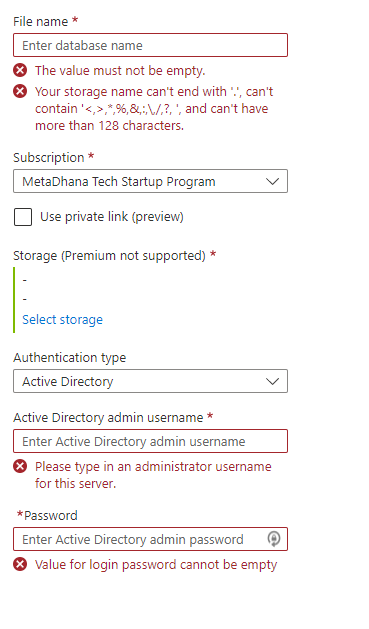 File name *
Enter database name
The value must not be empty.
Your storage name can't end with '.', can't
contain '<,>,*,%,&,:,\,/,?, ', and can't have
more than 128 characters.
Subscription *
MetaDhana Tech Startup Program
Use private link (preview)
Storage (Premium not supported) *
-
-
Select storage
Authentication type
Active Directory
Active Directory admin username *
Enter Active Directory admin username
Please type in an administrator username
for this server.
*Password
Enter Active Directory admin password
Value for login password cannot be empty